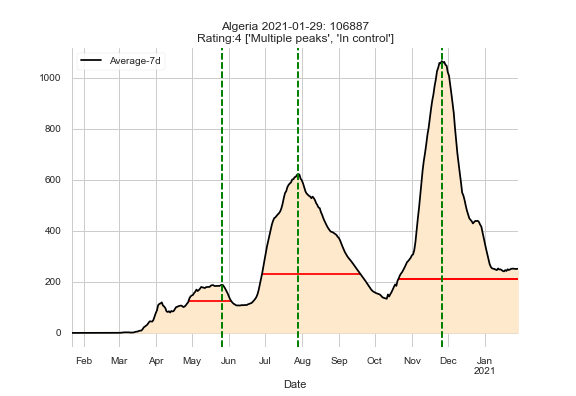 Algeria 2021-01-29: 106887
Rating:4 ['Multiple peaks', 'In control']
Average-7d
1000
800
600
400
200
0
Feb Mar Apr May Jun Jul Aug Sep Oct Nov Dec Jan
2021
Date